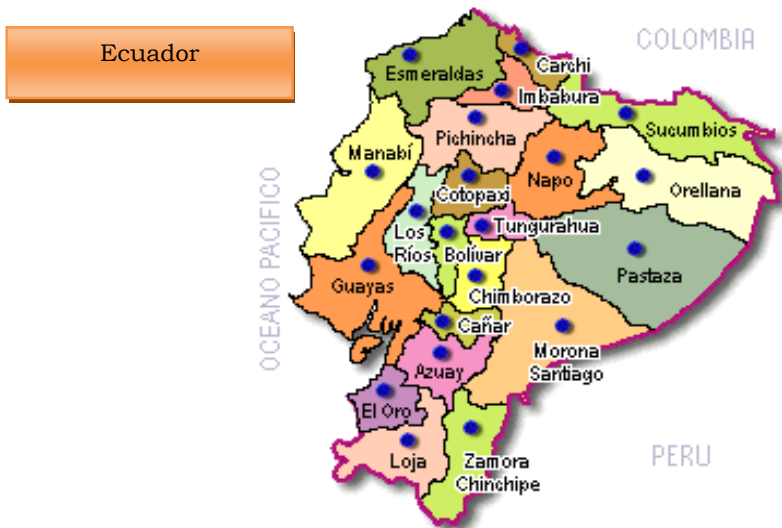 Ecuador
COLOMBIA
Carchi
Esmeraldas
Imbabura
Sucumbios
Pichincha
Manabí
Napo
Orellana
Cotopaxi
Los
Ríos
Bolívar
Tungurahua
Pastaza
Guayas
Chimborazo
OCEANO PACIFICO
Cañar
Morona
Santiago
Azuay
El Oro
Loja
Zamora
Chinchipe
PERU